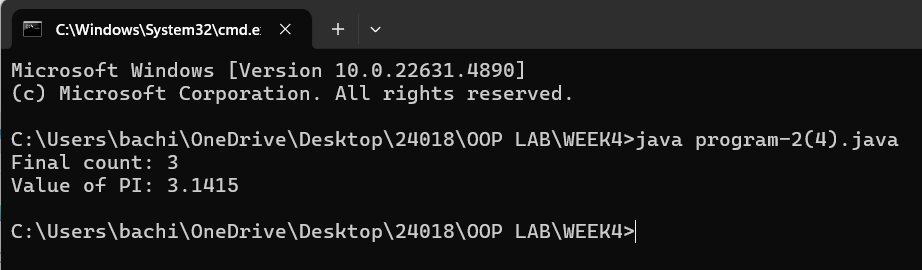 C:\Windows\System32\cmd.e
Microsoft Windows [Version 10.0.22631.4890]
(c) Microsoft Corporation. All rights reserved.
C:\Users\bachi\OneDrive\Desktop\24018\OOP LAB\WEEK4>java program-2(4).java
Final count: 3
Value of PI: 3.1415
C:\Users\bachi\OneDrive\Desktop\24018\OOP LAB\WEEK4>